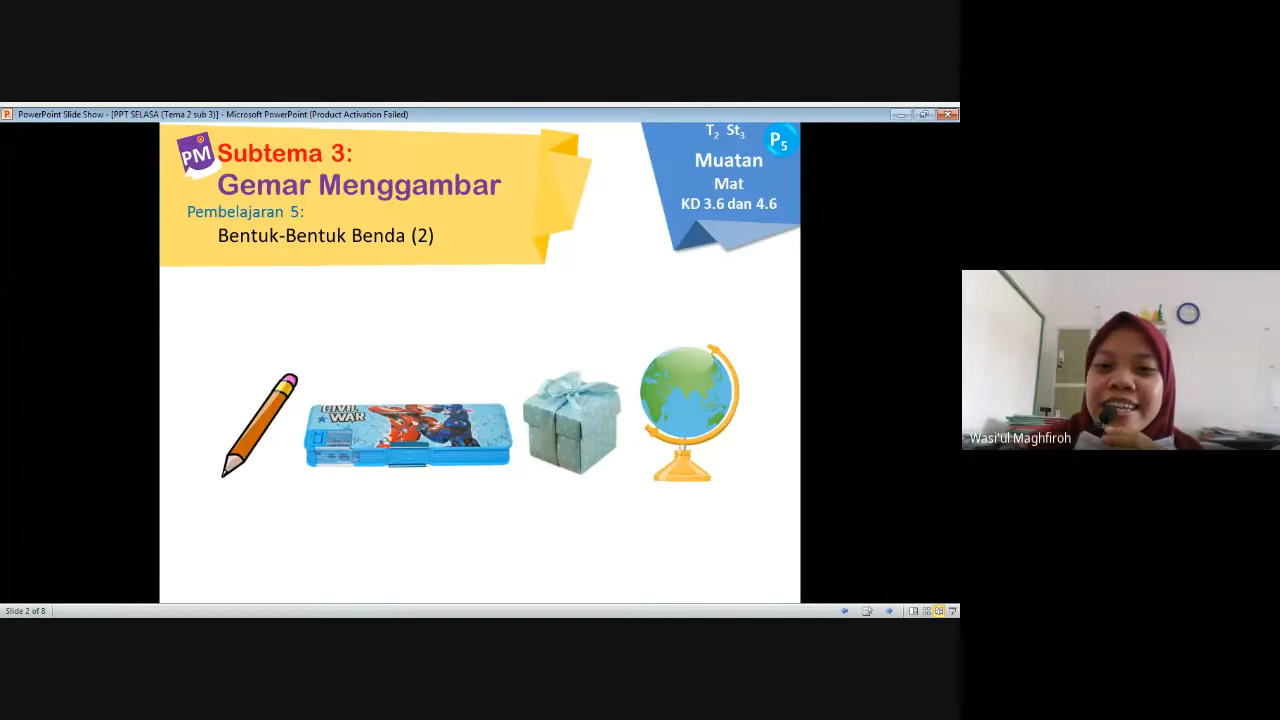 PowerPoint Slide Show - [PPT SELASA (Tema 2 sub 3)] - Microsoft PowerPoint (Product Activation Failed)
PM
Subtema 3:
Gemar Menggambar
Pembelajaran 5:
Bentuk-Bentuk Benda (2)
T2 St3
P5
Muatan
Mat
KD 3.6 dan 4.6
CIVIL
WAR
Wasi'ul Maghfiroh
Slide 2 of 8